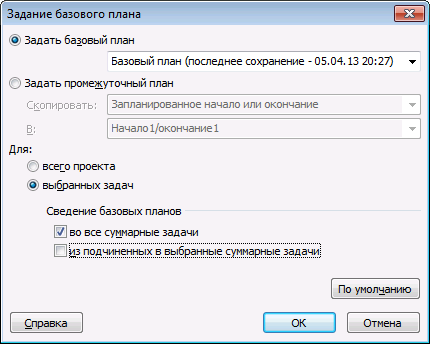 Задание базового плана
Задать базовый план
Базовый план (последнее сохранение - 05.04.13 20:27)
Задать промежуточный план
Скопировать: Запланированное начало или окончание
В: Начало1/окончание1
Для:
всего проекта
выбранных задач
Сведение базовых планов
во все суммарные задачи
из подчиненных в выбранные суммарные задачи
По умолчанию
Справка ОК Отмена